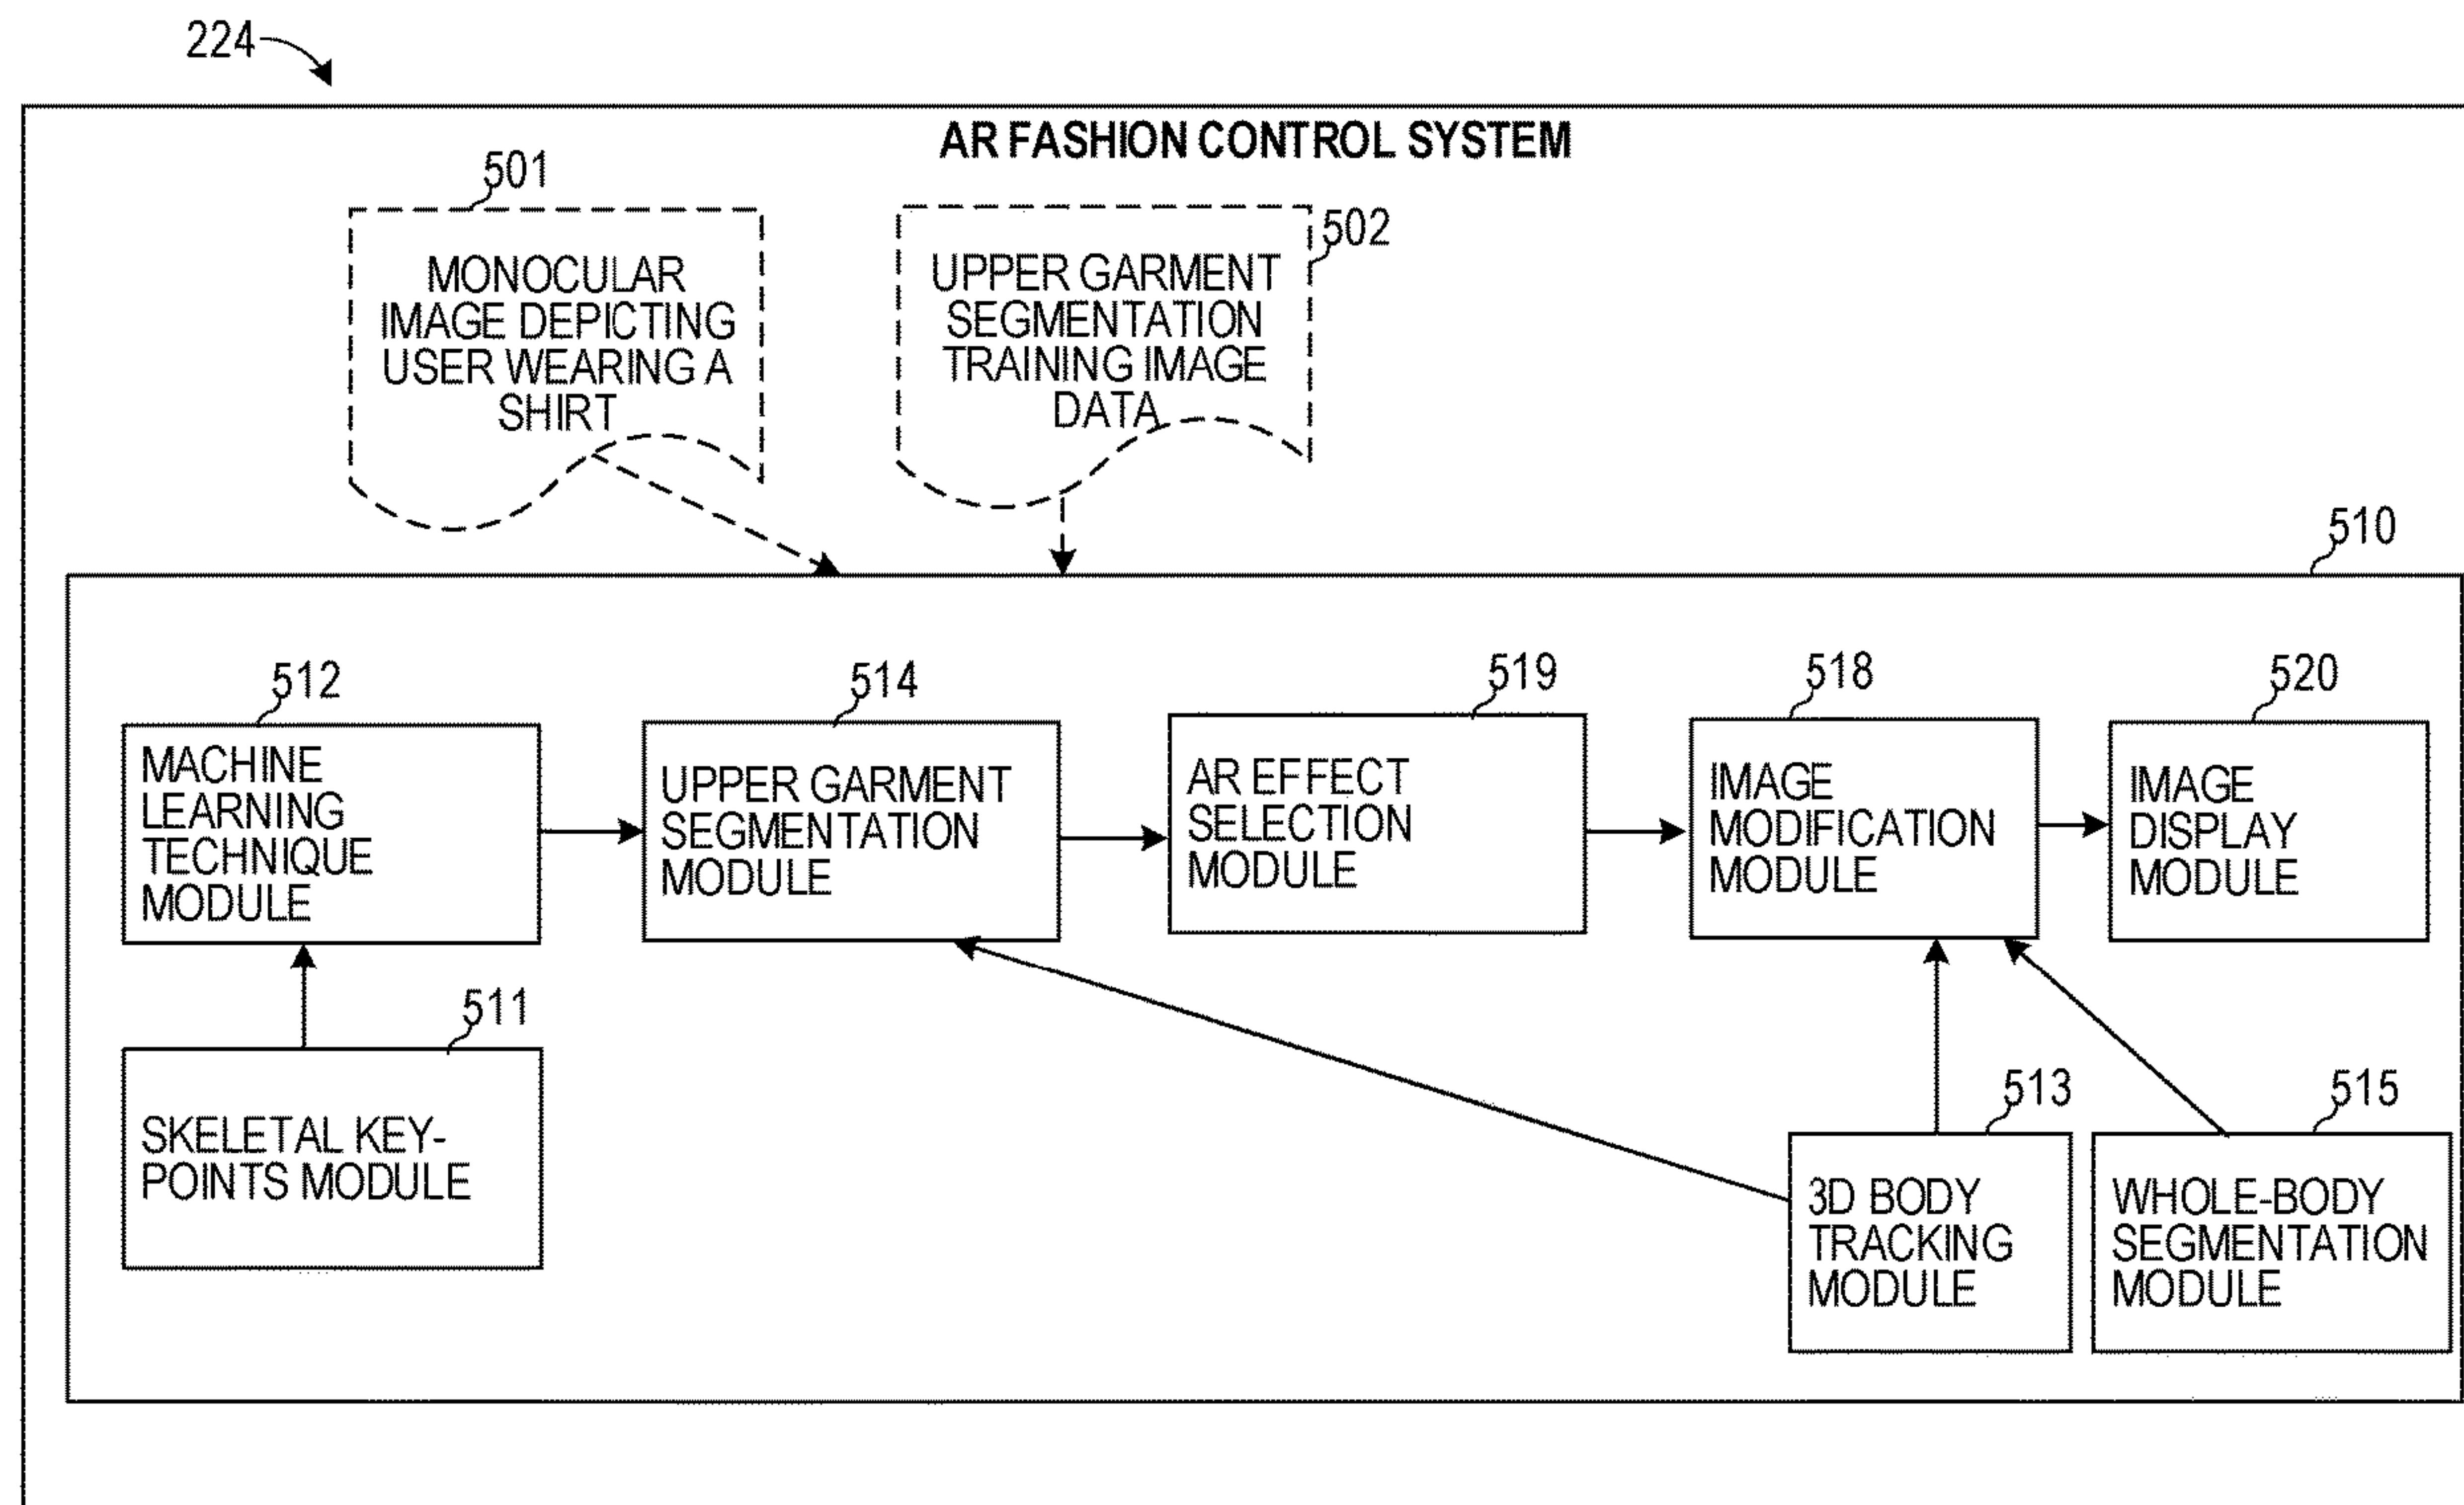 224
AR FASHION CONTROL SYSTEM
501
MONOCULAR
IMAGE DEPICTING
USER WEARING A
SHIRT
502
UPPER GARMENT
SEGMENTATION
TRAINING IMAGE
DATA
510
512
MACHINE
LEARNING
TECHNIQUE
MODULE
514
UPPER GARMENT
SEGMENTATION
MODULE
519
AR EFFECT
SELECTION
MODULE
518
IMAGE
MODIFICATION
MODULE
520
IMAGE
DISPLAY
MODULE
511
SKELETAL KEY-
POINTS MODULE
513
3D BODY
TRACKING
MODULE
515
WHOLE-BODY
SEGMENTATION
MODULE